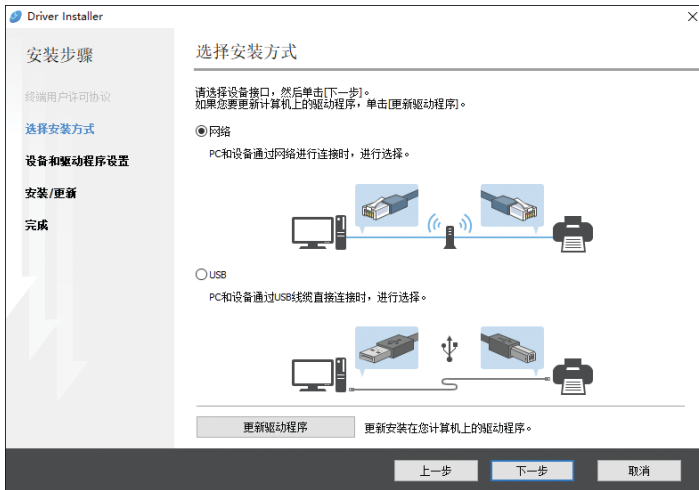 Driver Installer
安装步骤
终端用户许可协议
选择安装方式
设备和驱动程序设置
安装/更新
完成
选择安装方式
请选择设备接口，然后单击[下一步]。
如果您要更新计算机上的驱动程序，单击[更新驱动程序]。
网络
PC和设备通过网络进行连接时，进行选择。
USB
PC和设备通过USB线缆直接连接时，进行选择。
更新驱动程序
更新安装在您计算机上的驱动程序。
上一步
下一步
取消